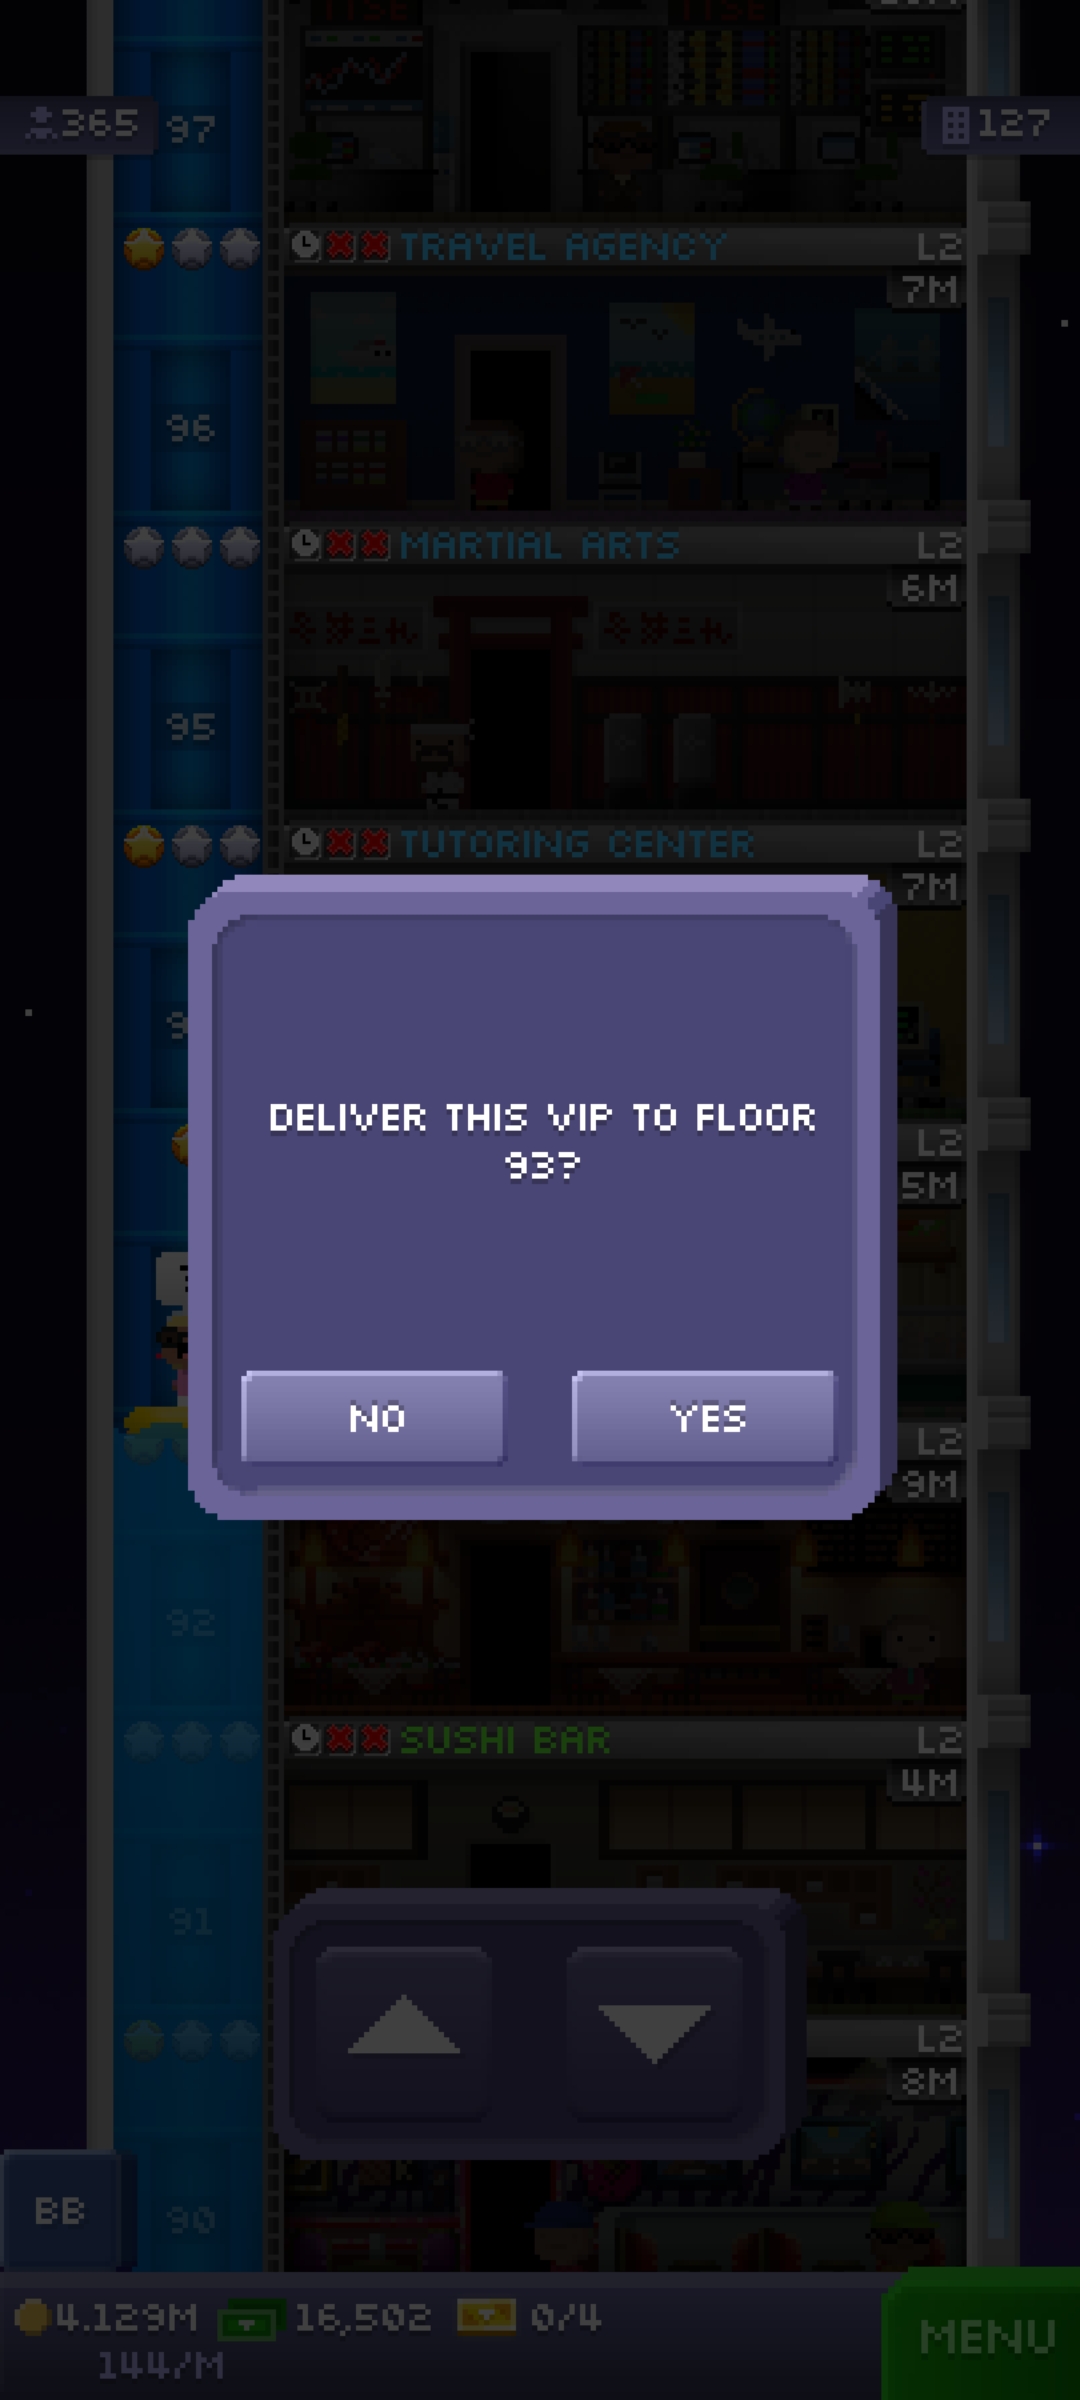 365
97
127
TRAVEL AGENCY L2
7M
96
MARTIAL ARTS L2
6M
95
TUTORING CENTER L2
7M
L2
5M
DELIVER THIS VIP TO FLOOR
93?
NO YES
L2
9M
92
SUSHI BAR L2
4M
91
L2
8M
BB
90
4.129M 16,502 0/4
144/M
MENU